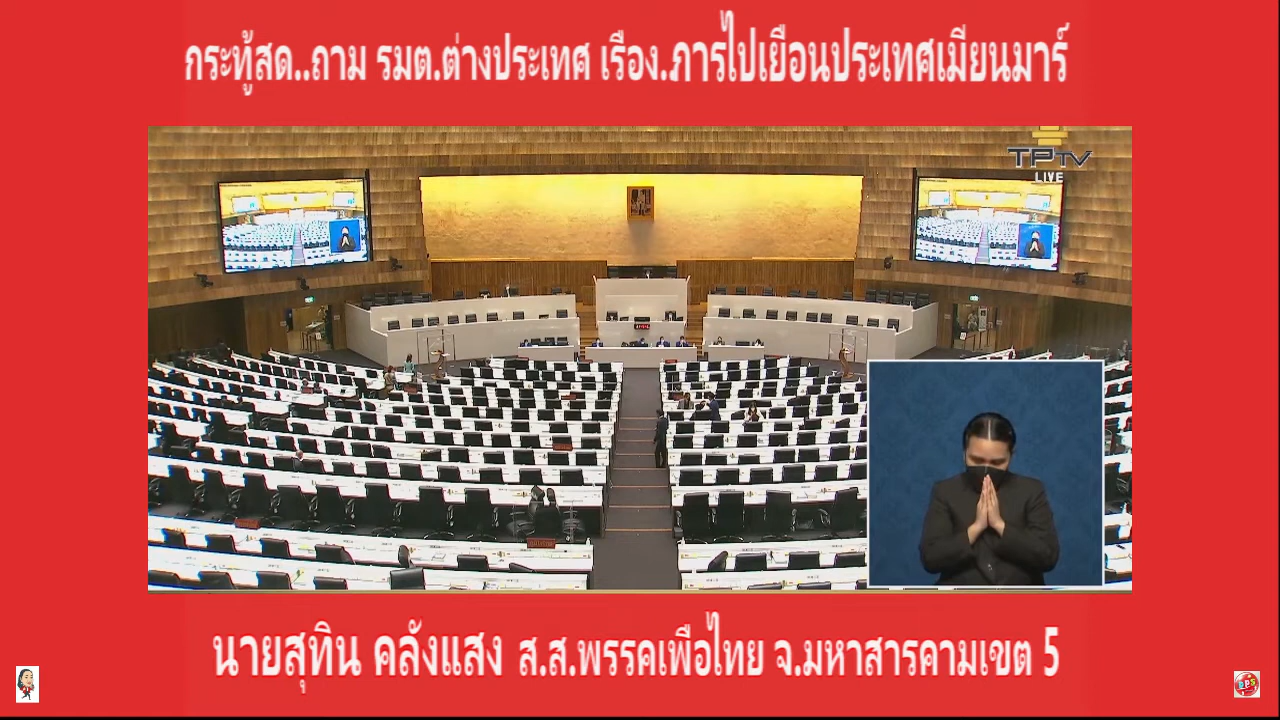 กระทู้สด..ถาม รมต.ต่างประเทศ เรื่อง.ภารไปเยือนประเทศเมียนมาร์
TPTV
LIVE
นายสุทิน คลังแสง ส.ส.พรรคเพื่อไทย จ.มหาสารคามเขต 5